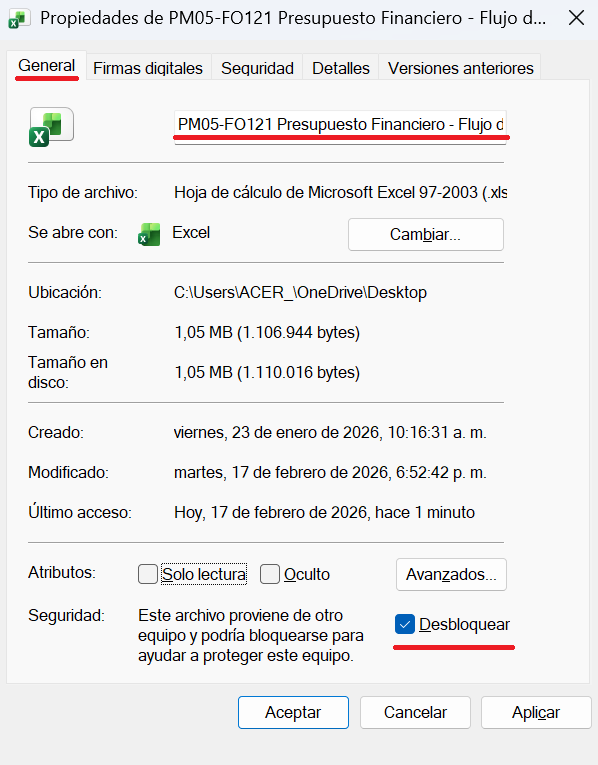 Propiedades de PM05-FO121 Presupuesto Financiero - Flujo d...
General Firmas digitales Seguridad Detalles Versiones anteriores
PM05-FO121 Presupuesto Financiero - Flujo d
Tipo de archivo: Hoja de cálculo de Microsoft Excel 97-2003 (.xls
Se abre con: Excel Cambiar...
Ubicación: C:\Users\ACER_\OneDrive\Desktop
Tamaño: 1,05 MB (1.106.944 bytes)
Tamaño en
disco: 1,05 MB (1.110.016 bytes)
Creado: viernes, 23 de enero de 2026, 10:16:31 a. m.
Modificado: martes, 17 de febrero de 2026, 6:52:42 p. m.
Último acceso: Hoy, 17 de febrero de 2026, hace 1 minuto
Atributos: Solo lectura Oculto Avanzados...
Seguridad: Este archivo proviene de otro
equipo y podría bloquearse para
ayudar a proteger este equipo.
Desbloquear
Aceptar Cancelar Aplicar